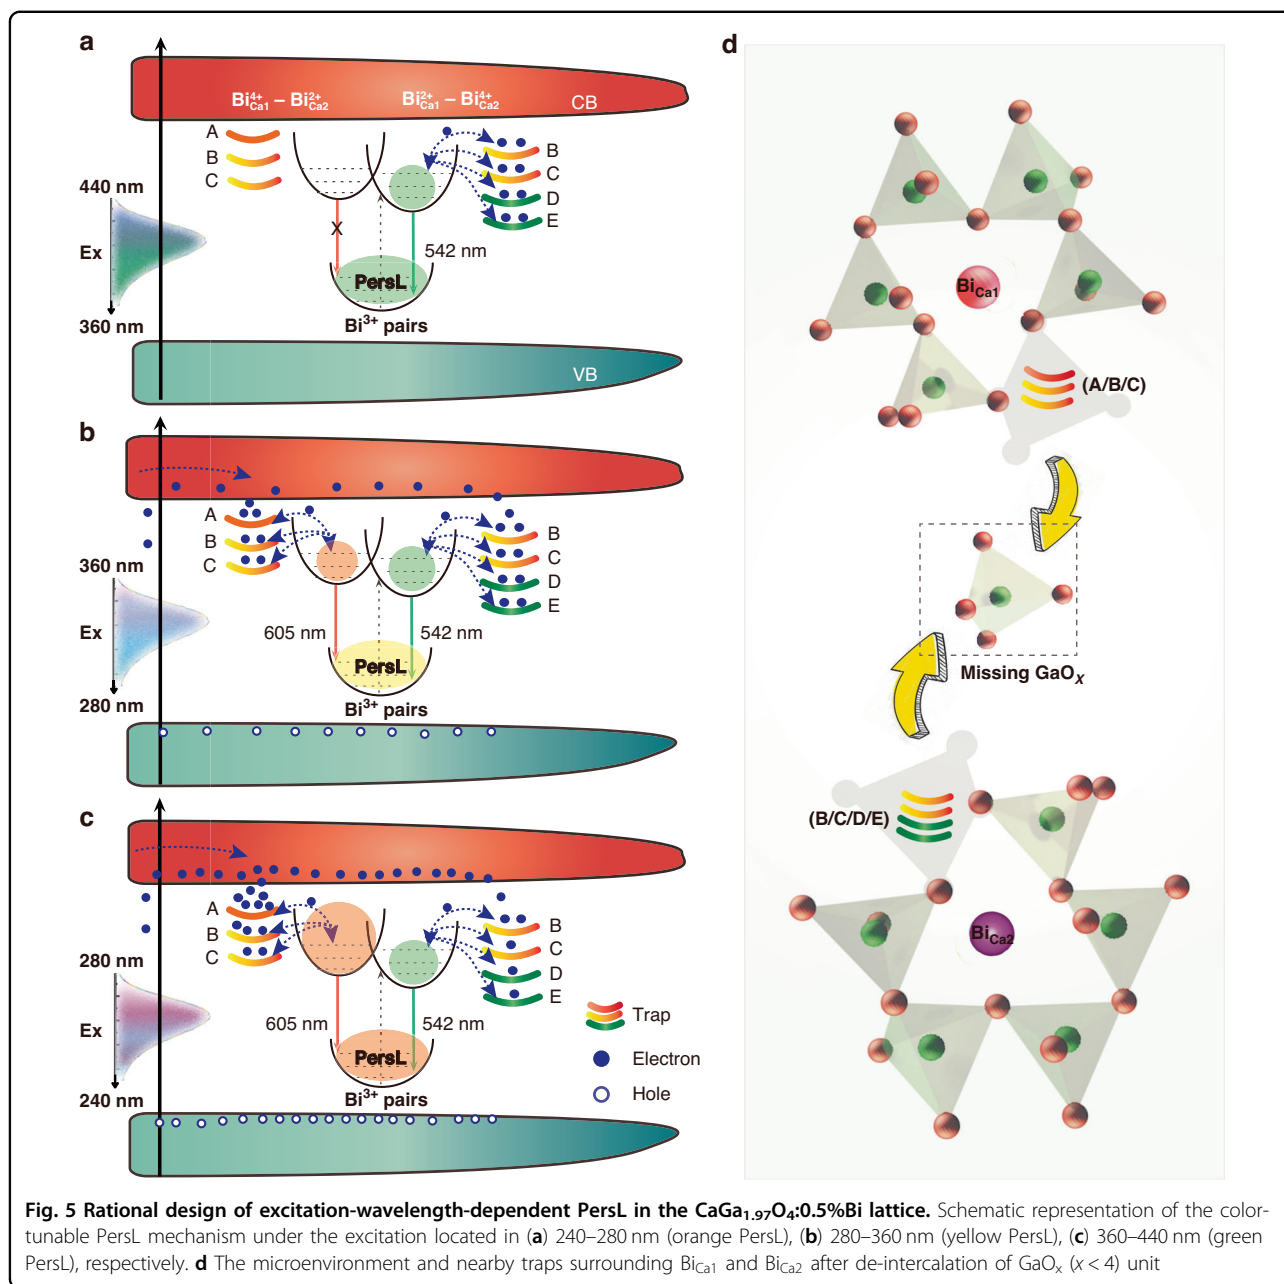 a
Bi4+Ca1 – Bi2+Ca2
Bi2+Ca1 – Bi4+Ca2
CB
A
B
C
B
C
D
E
440 nm
Ex
360 nm
X
542 nm
PersL
Bi3+ pairs
VB
b
A
B
C
B
C
D
E
360 nm
Ex
280 nm
605 nm
542 nm
PersL
Bi3+ pairs
c
A
B
C
B
C
D
E
280 nm
Ex
240 nm
605 nm
542 nm
PersL
Bi3+ pairs
Trap
Electron
Hole
d
BiCa1
(A/B/C)
Missing GaOX
(B/C/D/E)
BiCa2
Fig. 5 Rational design of excitation-wavelength-dependent PersL in the CaGa1.97O4:0.5%Bi lattice. Schematic representation of the color-
tunable PersL mechanism under the excitation located in (a) 240–280 nm (orange PersL), (b) 280–360 nm (yellow PersL), (c) 360–440 nm (green
PersL), respectively. d The microenvironment and nearby traps surrounding BiCa1 and BiCa2 after de-intercalation of GaOx (x < 4) unit